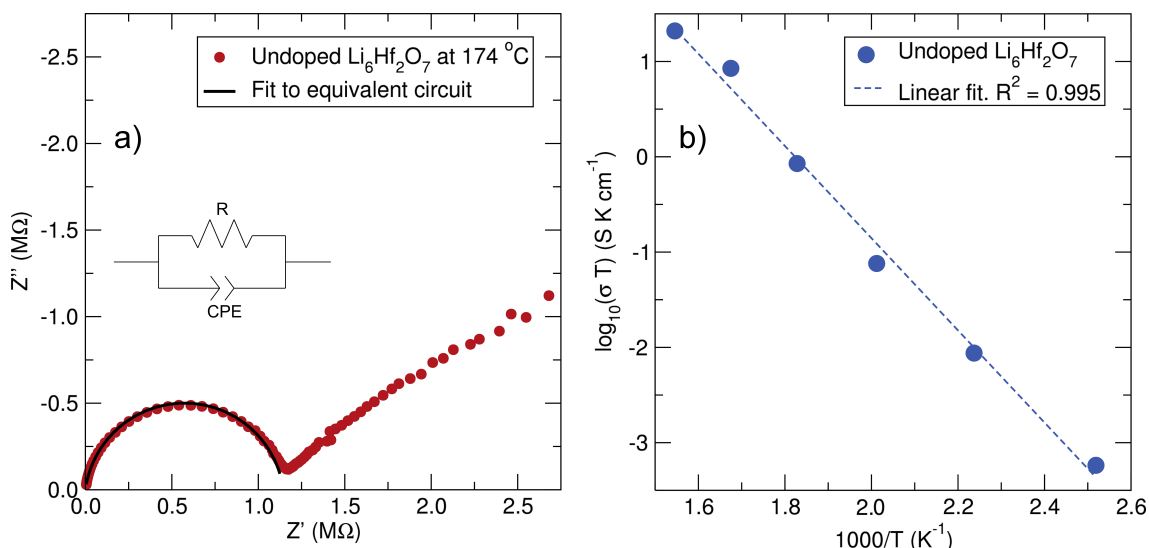 Undoped Li₆Hf₂O₇ at 174 °C
Fit to equivalent circuit
a)
R
CPE
-2.5
-2.0
-1.5
-1.0
-0.5
0.0
Z'' (MΩ)
0.0 0.5 1.0 1.5 2.0 2.5
Z' (MΩ)
Undoped Li₆Hf₂O₇
Linear fit. R² = 0.995
b)
1
0
-1
-2
-3
log₁₀(σ T) (S K cm⁻¹)
1.6 1.8 2.0 2.2 2.4 2.6
1000/T (K⁻¹)